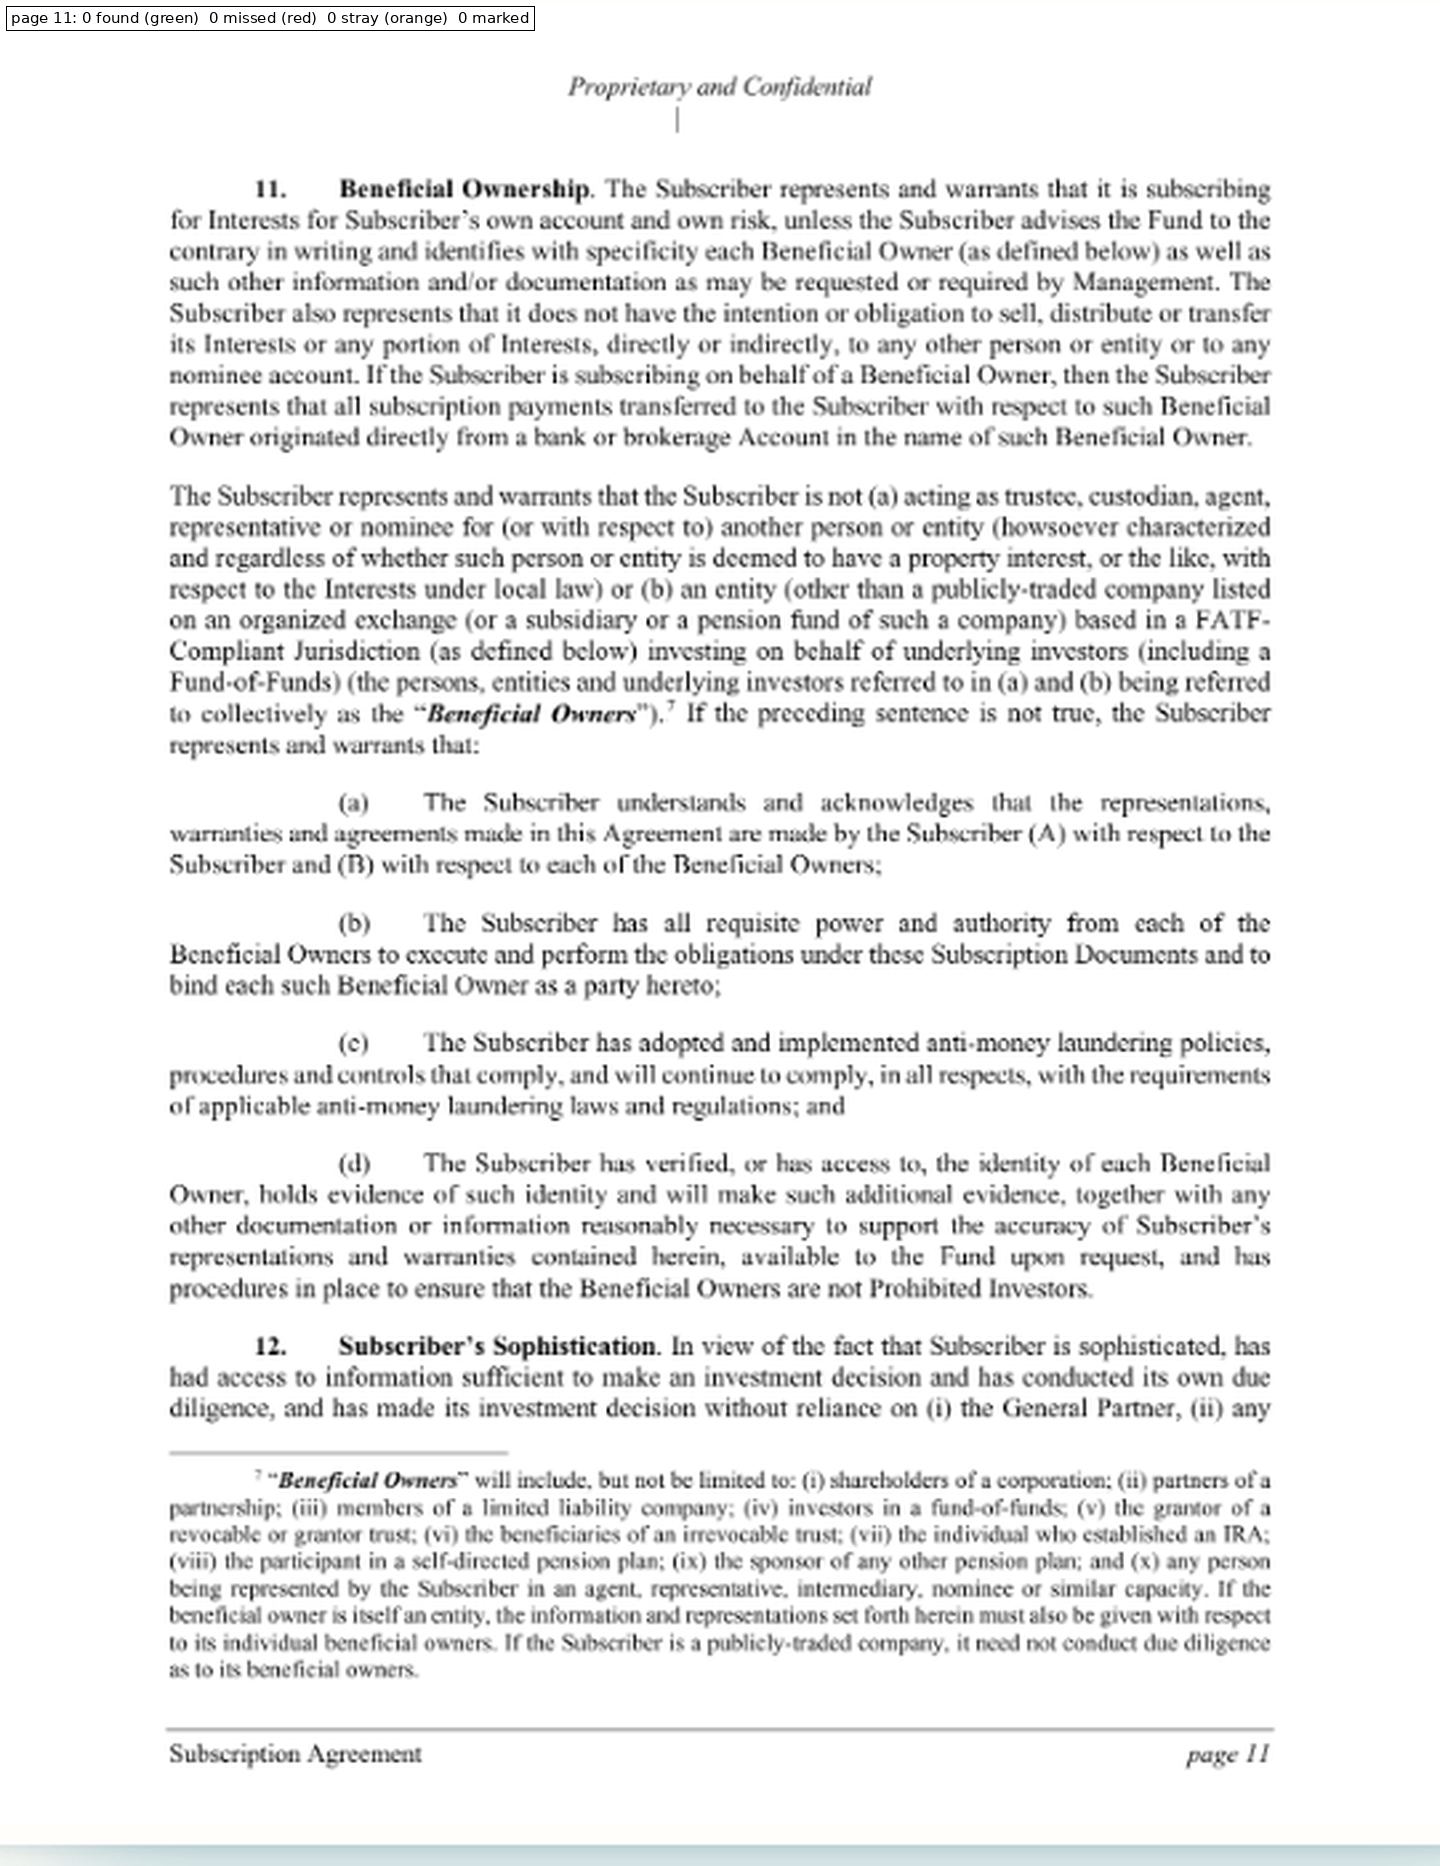 page 11: 0 found (green) 0 missed (red) 0 stray (orange) 0 marked
Proprietary and Confidential
11. Beneficial Ownership. The Subscriber represents and warrants that it is subscribing
for Interests for Subscriber's own account and own risk, unless the Subscriber advises the Fund to the
contrary in writing and identifies with specificity each Beneficial Owner (as defined below) as well as
such other information and/or documentation as may be requested or required by Management. The
Subscriber also represents that it does not have the intention or obligation to sell, distribute or transfer
its Interests or any portion of Interests, directly or indirectly, to any other person or entity or to any
nominee account. If the Subscriber is subscribing on behalf of a Beneficial Owner, then the Subscriber
represents that all subscription payments transferred to the Subscriber with respect to such Beneficial
Owner originated directly from a bank or brokerage Account in the name of such Beneficial Owner.
The Subscriber represents and warrants that the Subscriber is not (a) acting as trustee, custodian, agent,
representative or nominee for (or with respect to) another person or entity (howsoever characterized
and regardless of whether such person or entity is deemed to have a property interest, or the like, with
respect to the Interests under local law) or (b) an entity (other than a publicly-traded company listed
on an organized exchange (or a subsidiary or a pension fund of such a company) based in a FATF-
Compliant Jurisdiction (as defined below) investing on behalf of underlying investors (including a
Fund-of-Funds) (the persons, entities and underlying investors referred to in (a) and (b) being referred
to collectively as the “Beneficial Owners”).7 If the preceding sentence is not true, the Subscriber
represents and warrants that:
(a) The Subscriber understands and acknowledges that the representations,
warranties and agreements made in this Agreement are made by the Subscriber (A) with respect to the
Subscriber and (B) with respect to each of the Beneficial Owners;
(b) The Subscriber has all requisite power and authority from each of the
Beneficial Owners to execute and perform the obligations under these Subscription Documents and to
bind each such Beneficial Owner as a party hereto;
(c) The Subscriber has adopted and implemented anti-money laundering policies,
procedures and controls that comply, and will continue to comply, in all respects, with the requirements
of applicable anti-money laundering laws and regulations; and
(d) The Subscriber has verified, or has access to, the identity of each Beneficial
Owner, holds evidence of such identity and will make such additional evidence, together with any
other documentation or information reasonably necessary to support the accuracy of Subscriber's
representations and warranties contained herein, available to the Fund upon request, and has
procedures in place to ensure that the Beneficial Owners are not Prohibited Investors.
12. Subscriber's Sophistication. In view of the fact that Subscriber is sophisticated, has
had access to information sufficient to make an investment decision and has conducted its own due
diligence, and has made its investment decision without reliance on (i) the General Partner, (ii) any
7 “Beneficial Owners” will include, but not be limited to: (i) shareholders of a corporation; (ii) partners of a
partnership; (iii) members of a limited liability company; (iv) investors in a fund-of-funds; (v) the grantor of a
revocable or grantor trust; (vi) the beneficiaries of an irrevocable trust; (vii) the individual who established an IRA;
(viii) the participant in a self-directed pension plan; (ix) the sponsor of any other pension plan; and (x) any person
being represented by the Subscriber in an agent, representative, intermediary, nominee or similar capacity. If the
beneficial owner is itself an entity, the information and representations set forth herein must also be given with respect
to its individual beneficial owners. If the Subscriber is a publicly-traded company, it need not conduct due diligence
as to its beneficial owners.
Subscription Agreement page 11